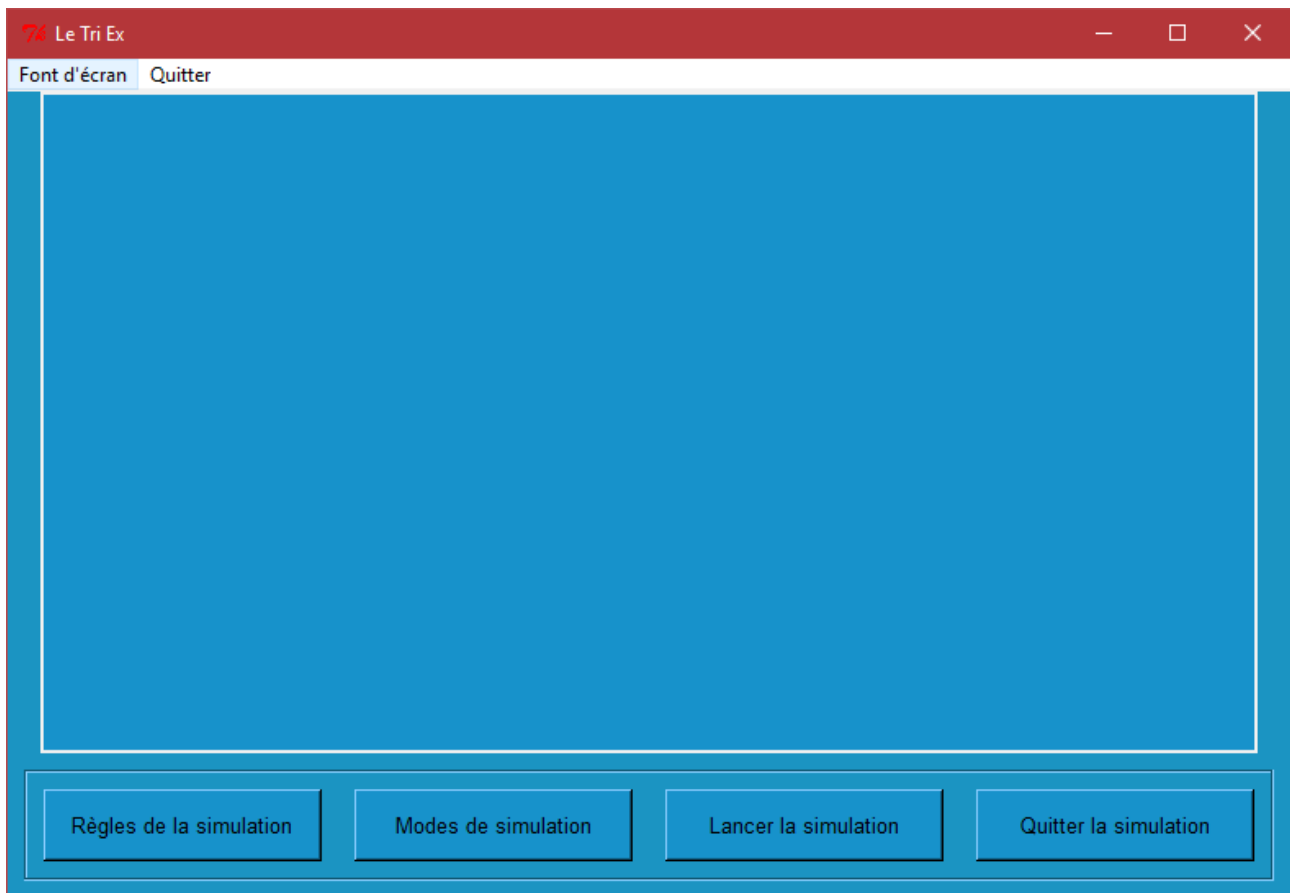 Le Tri Ex
Font d'écran Quitter
Règles de la simulation Modes de simulation Lancer la simulation Quitter la simulation